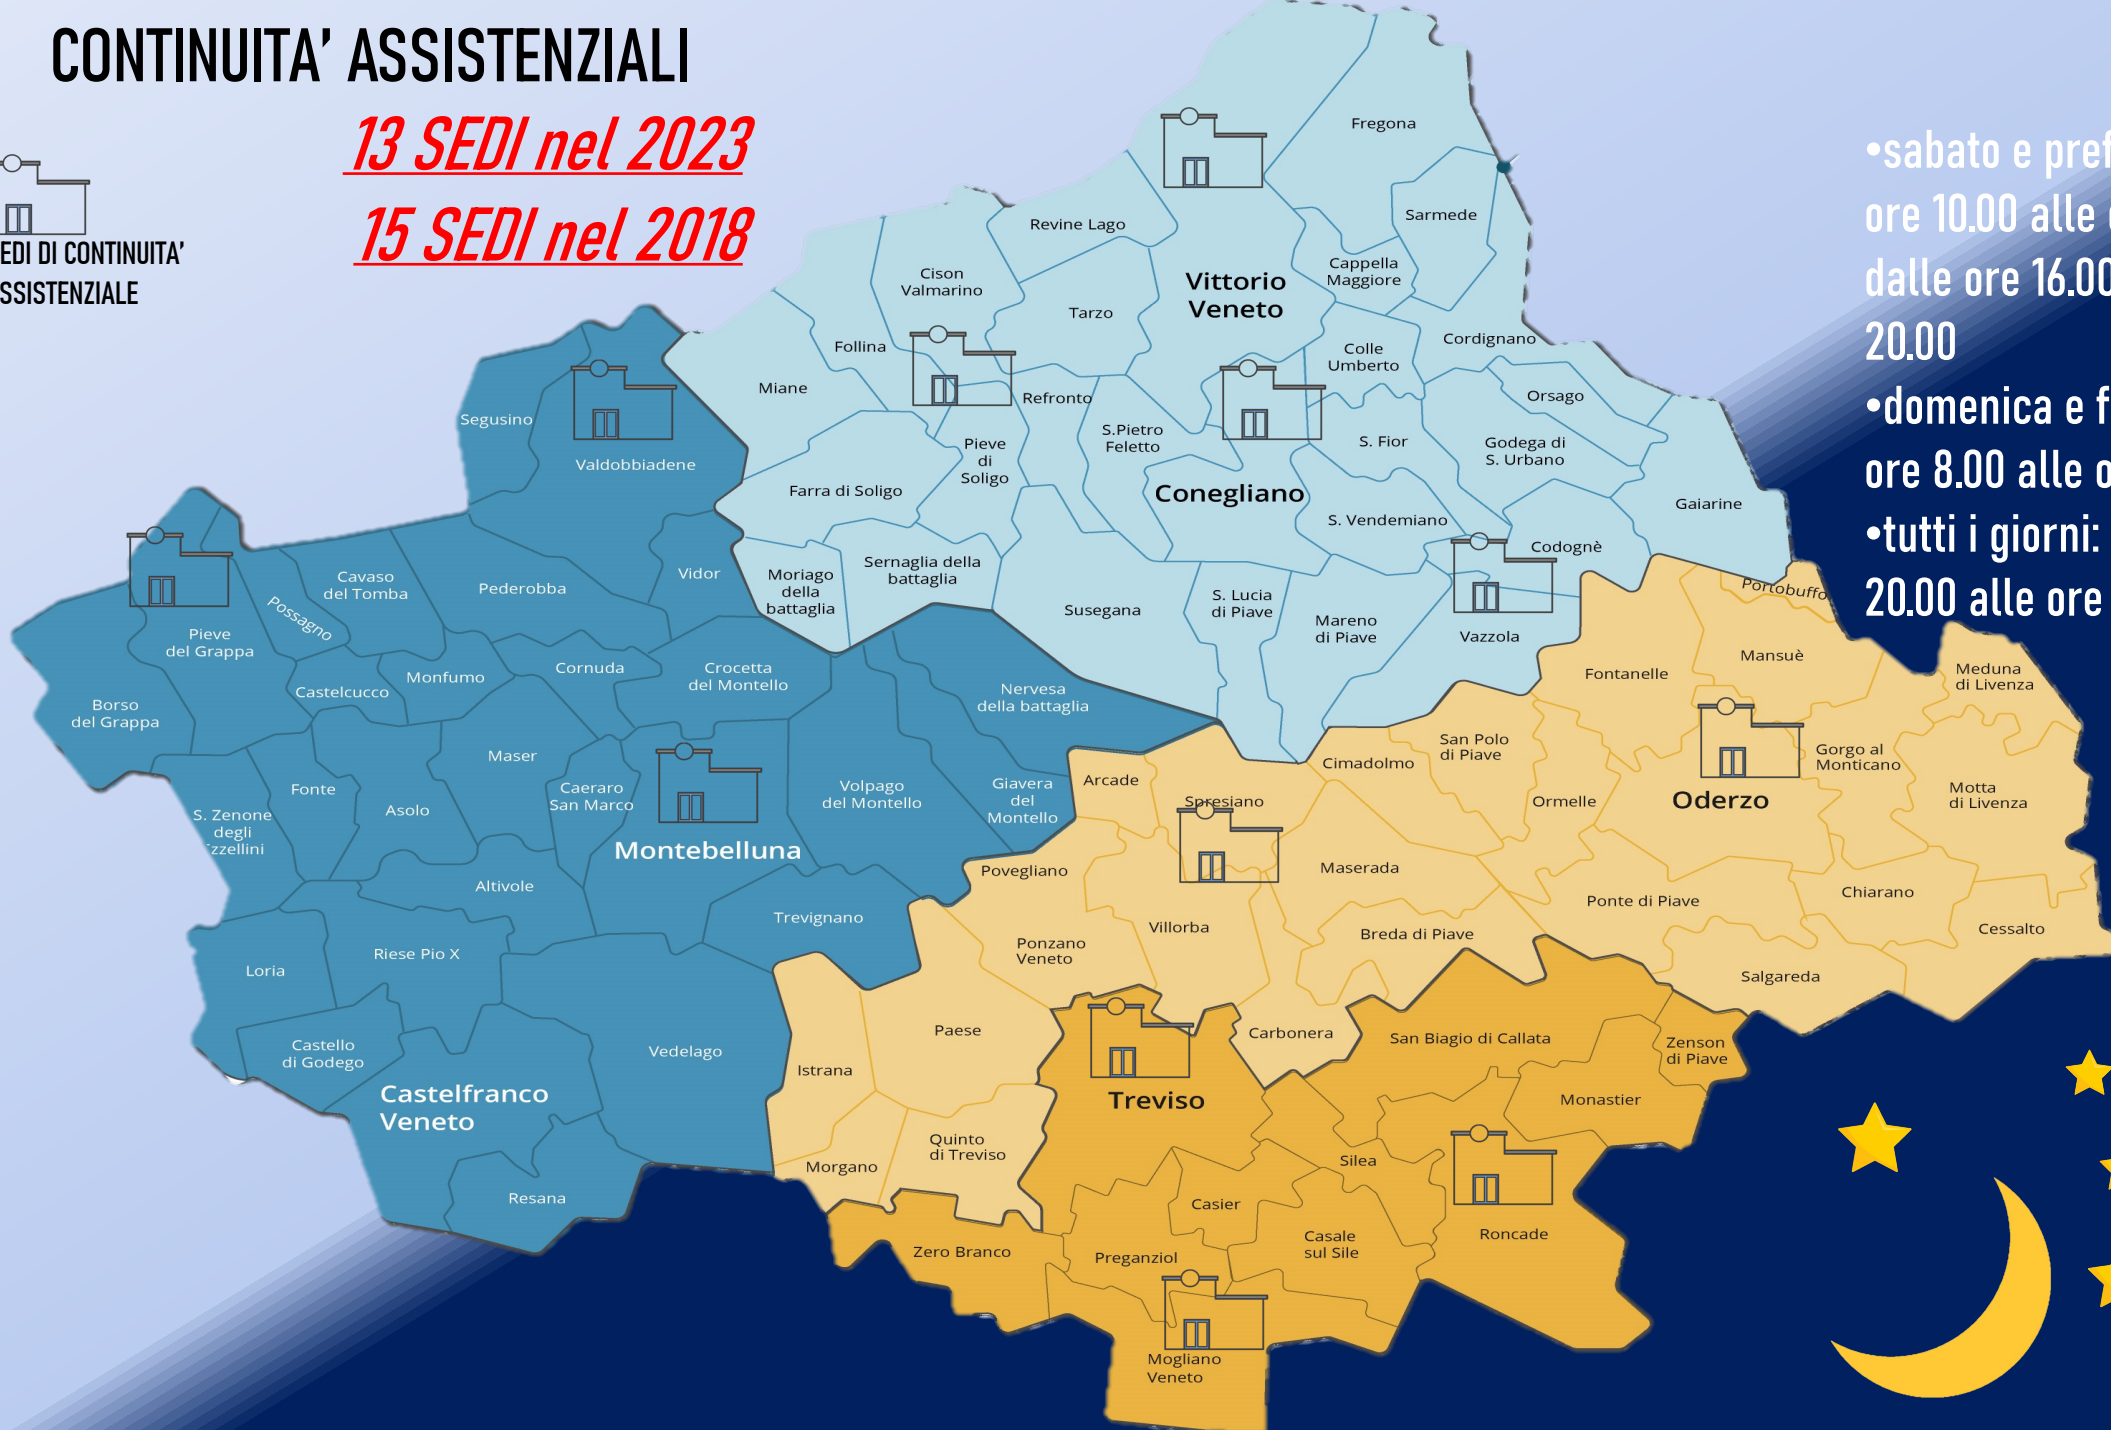 CONTINUITA' ASSISTENZIALI
13 SEDI nel 2023
15 SEDI nel 2018
EDI DI CONTINUITA'
SSISTENZIALE
•sabato e pref
ore 10.00 alle
dalle ore 16.00
20.00
•domenica e f
ore 8.00 alle o
•tutti i giorni:
20.00 alle ore
Fregona
Sarmede
Revine Lago
Cison
Valmarino
Vittorio
Veneto
Cappella
Maggiore
Tarzo
Follina
Colle
Umberto
Cordignano
Miane
Refronto
Orsago
Segusino
S.Pietro
Feletto
S. Fior
Godega di
S. Urbano
Valdobbiadene
Pieve
di
Soligo
Farra di Soligo
Conegliano
Gaiarine
S. Vendemiano
Codognè
Sernaglia della
battaglia
Moriago
della
battaglia
Vidor
Pederobba
Cavaso
del Tomba
Possagno
Susegana
S. Lucia
di Piave
Mareno
di Piave
Vazzola
Portobuffo
Pieve
del Grappa
Castelcucco
Monfumo
Cornuda
Crocetta
del Montello
Nervesa
della battaglia
Borso
del Grappa
Fontanelle
Mansuè
Meduna
di Livenza
Maser
San Polo
di Piave
Cimadolmo
Gorgo al
Monticano
Fonte
Asolo
Caeraro
San Marco
Volpago
del Montello
Giavera
del
Montello
Arcade
Spresiano
Ormelle
Oderzo
Motta
di Livenza
S. Zenone
degli
zzellini
Montebelluna
Povegliano
Maserada
Altivole
Ponte di Piave
Chiarano
Trevignano
Villorba
Breda di Piave
Cessalto
Riese Pio X
Loria
Ponzano
Veneto
Salgareda
Paese
Carbonera
San Biagio di Callata
Zenson
di Piave
Castello
di Godego
Vedelago
Istrana
Castelfranco
Veneto
Treviso
Monastier
Quinto
di Treviso
Morgano
Silea
Resana
Casier
Roncade
Zero Branco
Preganziol
Casale
sul Sile
Mogliano
Veneto